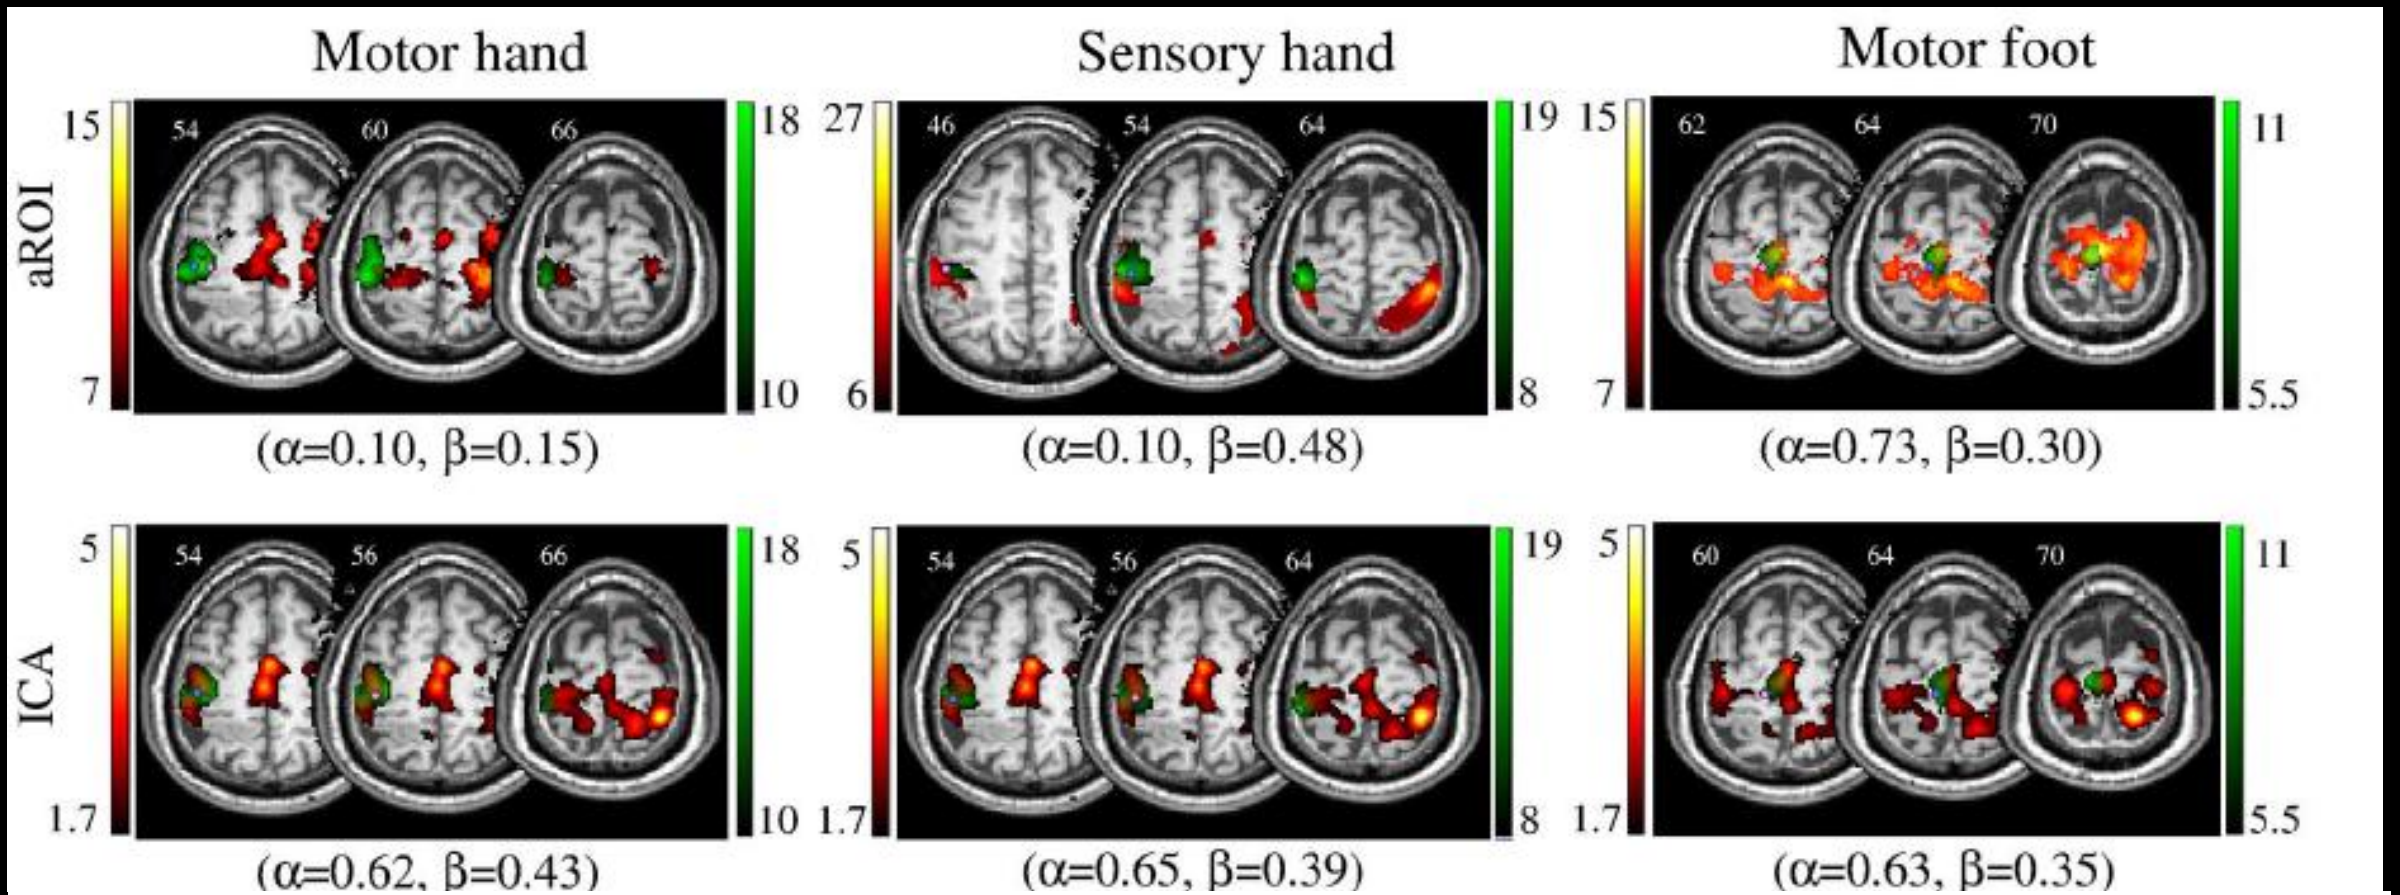 Motor hand Sensory hand Motor foot
aROI
15 54 60 66 18
7 10
27 46 54 64 19
6 8
15 62 64 70 11
7 5.5
(α=0.10, β=0.15) (α=0.10, β=0.48) (α=0.73, β=0.30)
ICA
5 54 56 66 18
1.7 10
5 54 56 64 19
1.7 8
5 60 64 70 11
1.7 5.5
(α=0.62, β=0.43) (α=0.65, β=0.39) (α=0.63, β=0.35)